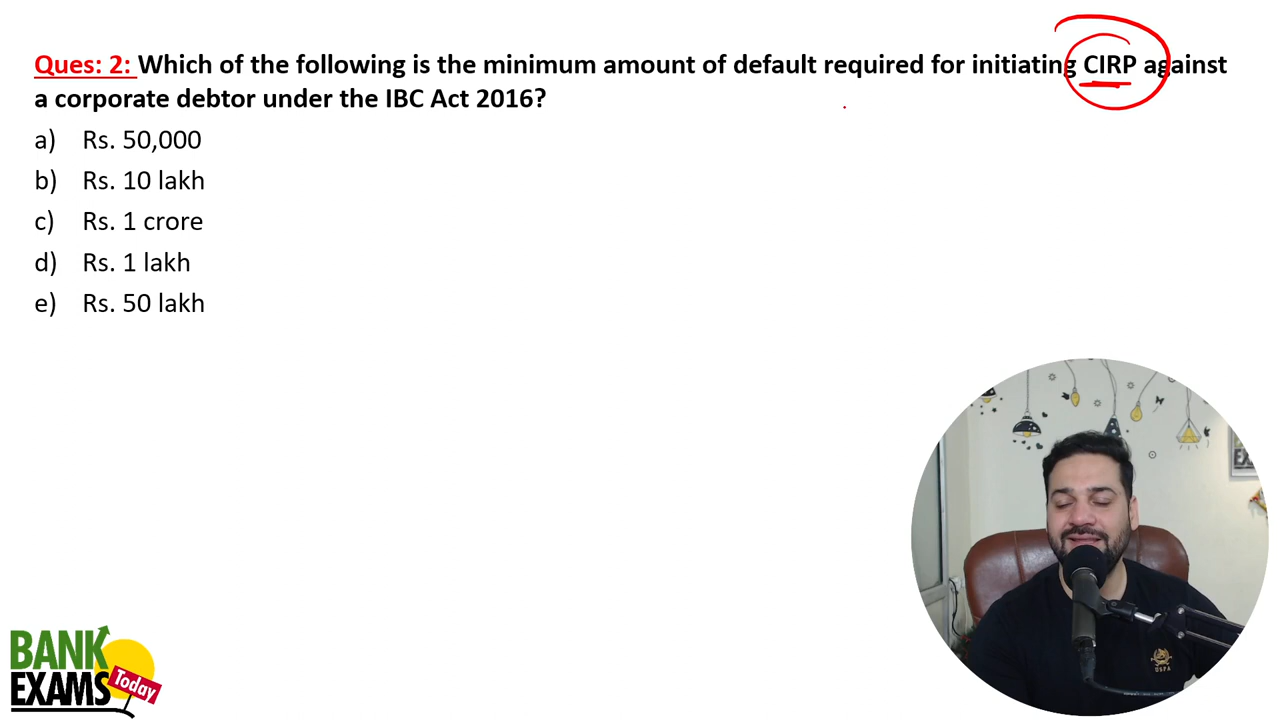 Ques: 2: Which of the following is the minimum amount of default required for initiating CIRP against
a corporate debtor under the IBC Act 2016?
a) Rs. 50,000
b) Rs. 10 lakh
c) Rs. 1 crore
d) Rs. 1 lakh
e) Rs. 50 lakh
BANK
EXAMS
Today